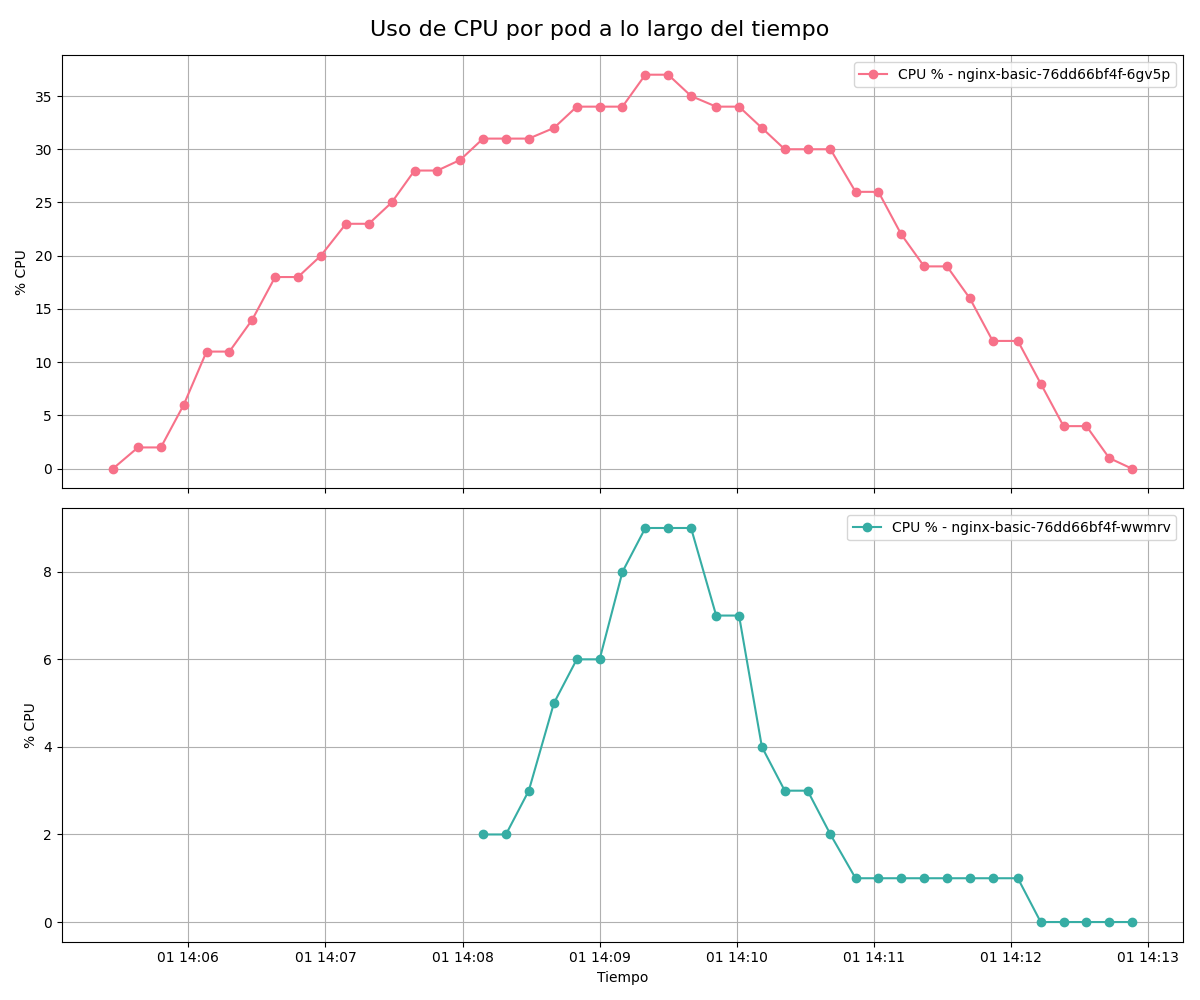 Uso de CPU por pod a lo largo del tiempo
CPU % - nginx-basic-76dd66bf4f-6gv5p
% CPU
35
30
25
20
15
10
5
0
CPU % - nginx-basic-76dd66bf4f-wwmrv
% CPU
8
6
4
2
0
01 14:06 01 14:07 01 14:08 01 14:09 01 14:10 01 14:11 01 14:12 01 14:13
Tiempo